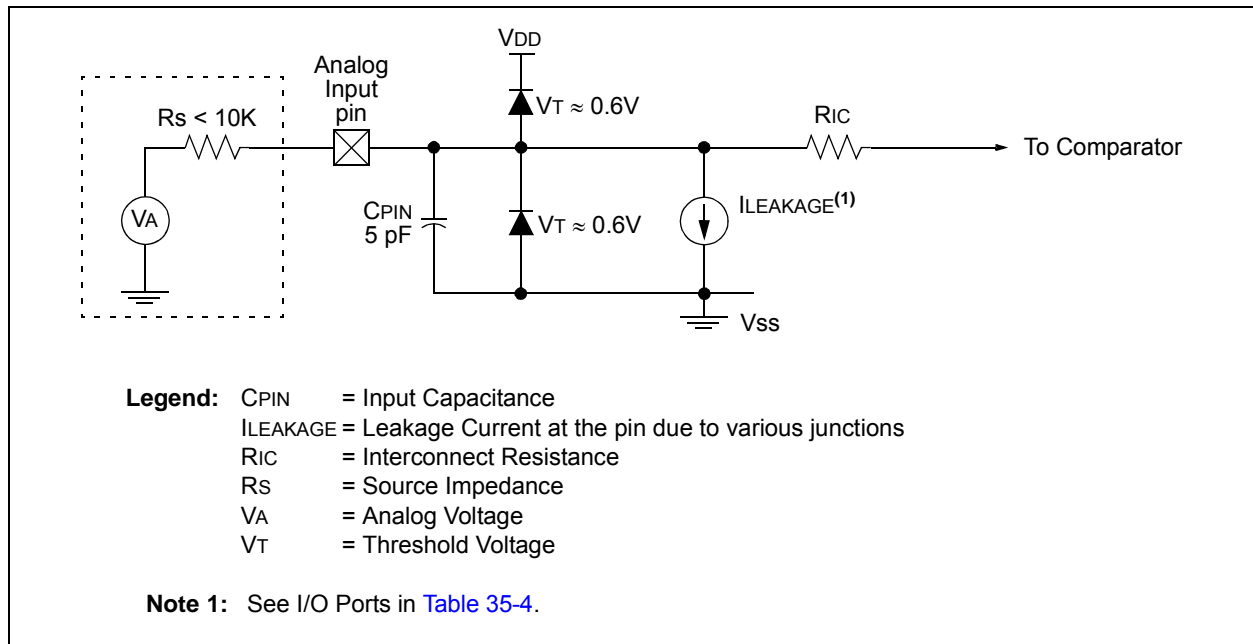 VDD
Analog
Input
pin
Rs < 10K
VT ≈ 0.6V
RIC
To Comparator
VA
CPIN
5 pF
VT ≈ 0.6V
ILEAKAGE(1)
Vss
Legend: CPIN = Input Capacitance
ILEAKAGE = Leakage Current at the pin due to various junctions
RIC = Interconnect Resistance
RS = Source Impedance
VA = Analog Voltage
VT = Threshold Voltage
Note 1: See I/O Ports in Table 35-4.